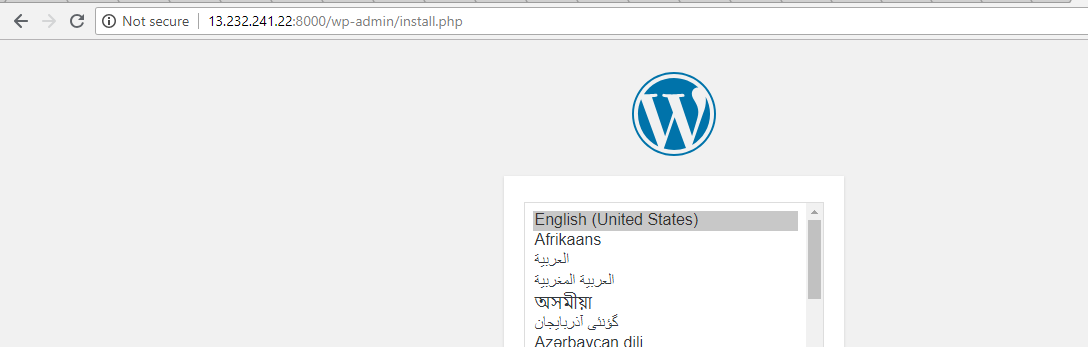 Not secure 13.232.241.22:8000/wp-admin/install.php
English (United States)
Afrikaans
العربية
العربية المغربية
অসমীয়া
گؤنئی آذربایجان
Azərbaycan dili